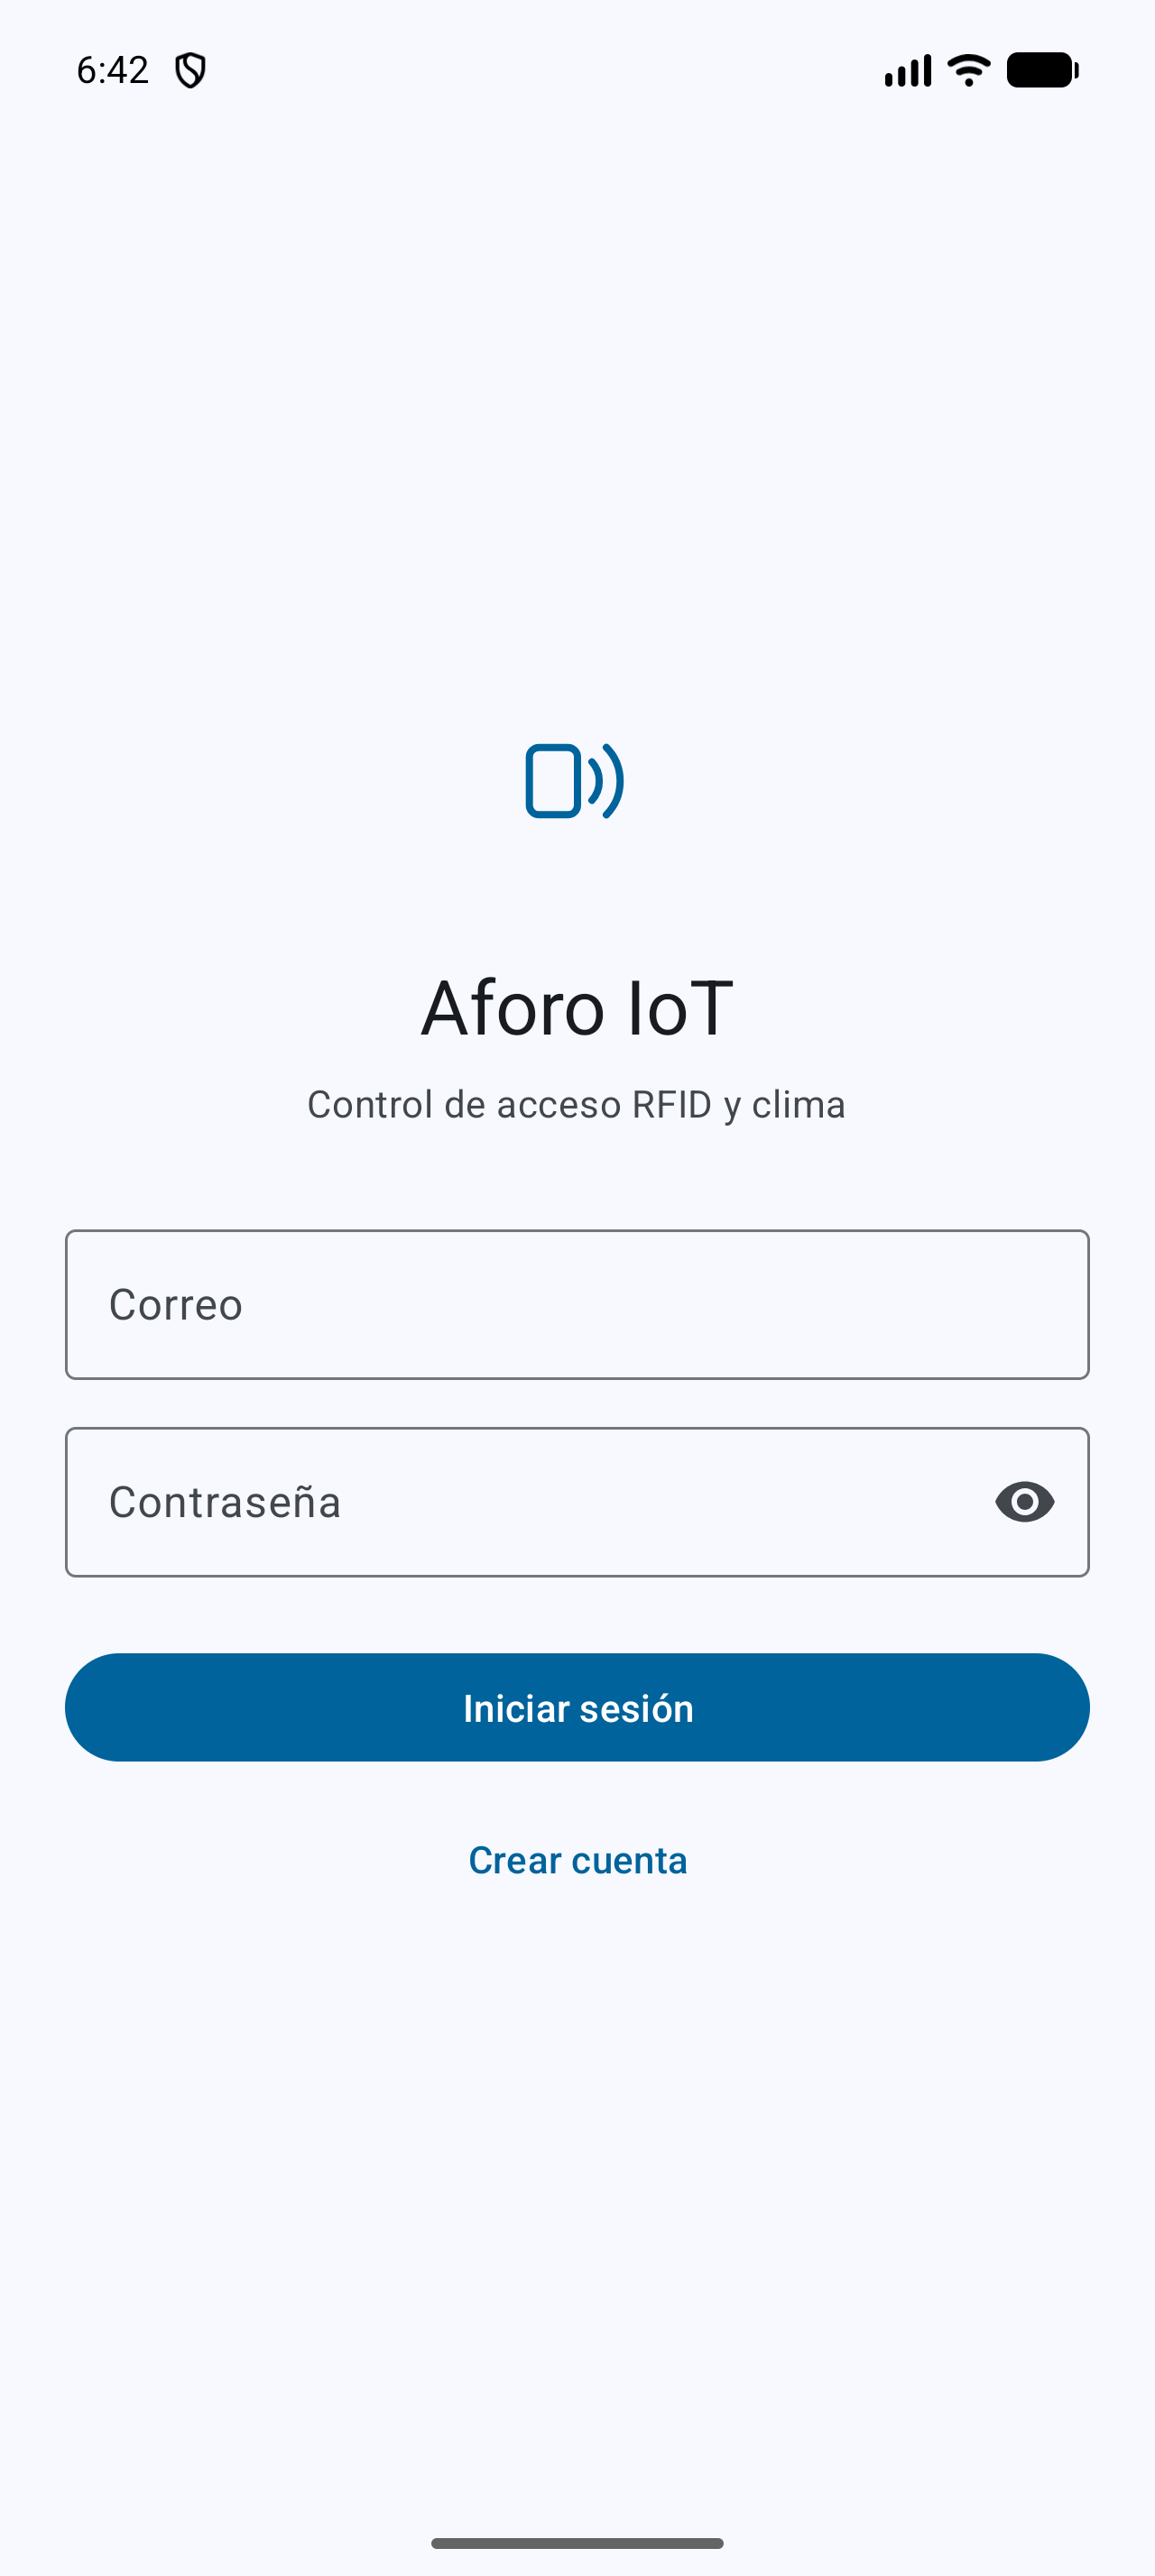 6:42
Aforo IoT
Control de acceso RFID y clima
Correo
Contraseña
Iniciar sesión
Crear cuenta